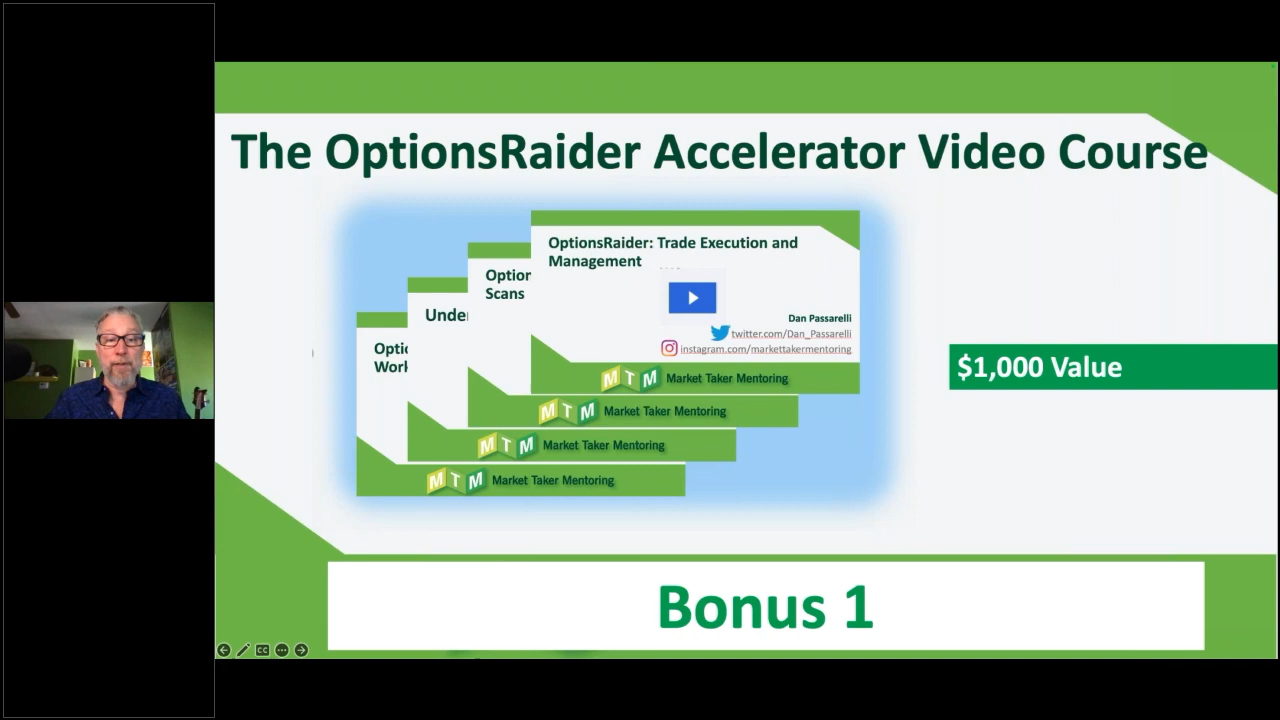 The OptionsRaider Accelerator Video Course
OptionsRaider: Trade Execution and
Management
Dan Passarelli
twitter.com/Dan_Passarelli
instagram.com/markettakermentoring
MTM Market Taker Mentoring
Option
Scans
MTM Market Taker Mentoring
Under
MTM Market Taker Mentoring
Optio
Work
MTM Market Taker Mentoring
$1,000 Value
Bonus 1
CC